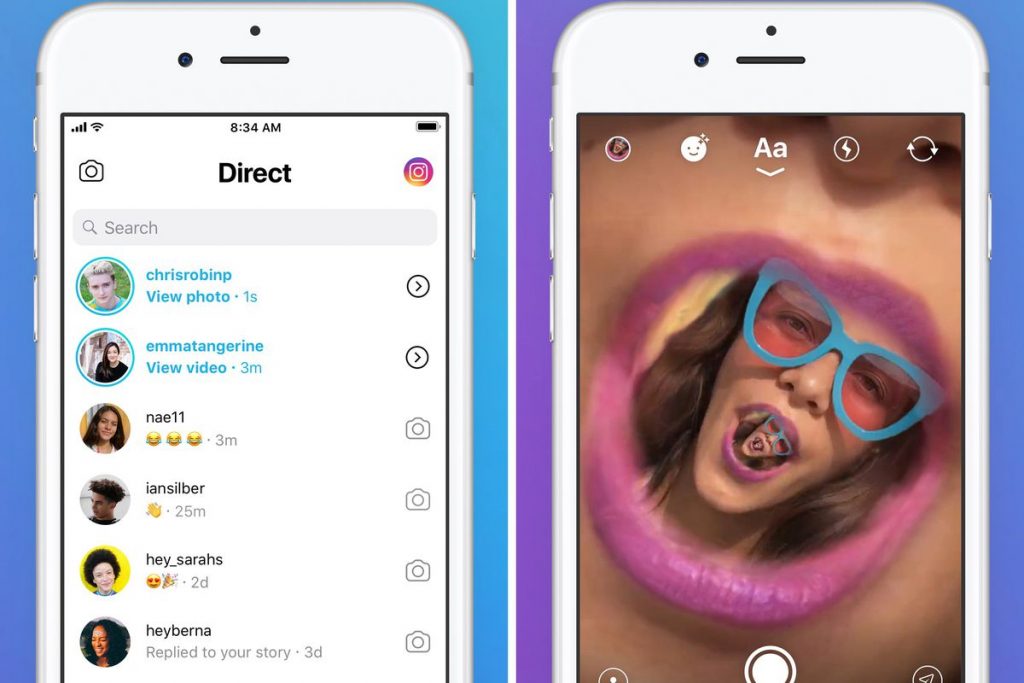 8:34 AM
Direct
Search
chrisrobinp
View photo · 1s
emmatangerine
View video · 3m
nae11
😂 😂 😂 · 3m
iansilber
👋 · 25m
hey_sarahs
😍🎉 · 2d
heyberna
Replied to your story · 3d
Aa